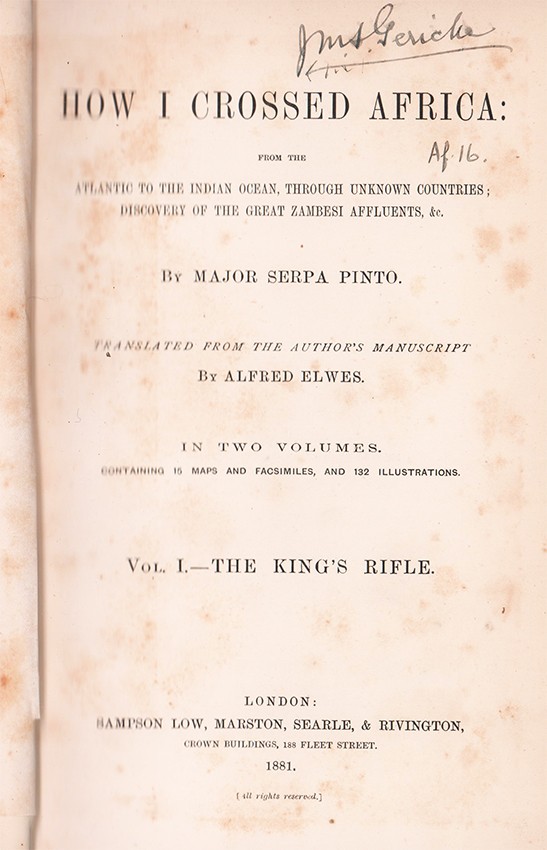 JMS Gericke
HOW I CROSSED AFRICA:
FROM THE
Af. 16.
ATLANTIC TO THE INDIAN OCEAN, THROUGH UNKNOWN COUNTRIES;
DISCOVERY OF THE GREAT ZAMBESI AFFLUENTS, &c.
BY MAJOR SERPA PINTO.
TRANSLATED FROM THE AUTHOR'S MANUSCRIPT
BY ALFRED ELWES.
IN TWO VOLUMES.
CONTAINING 15 MAPS AND FACSIMILES, AND 132 ILLUSTRATIONS.
VOL. I.—THE KING'S RIFLE.
LONDON:
SAMPSON LOW, MARSTON, SEARLE, & RIVINGTON,
CROWN BUILDINGS, 188 FLEET STREET.
1881.
[All rights reserved.]